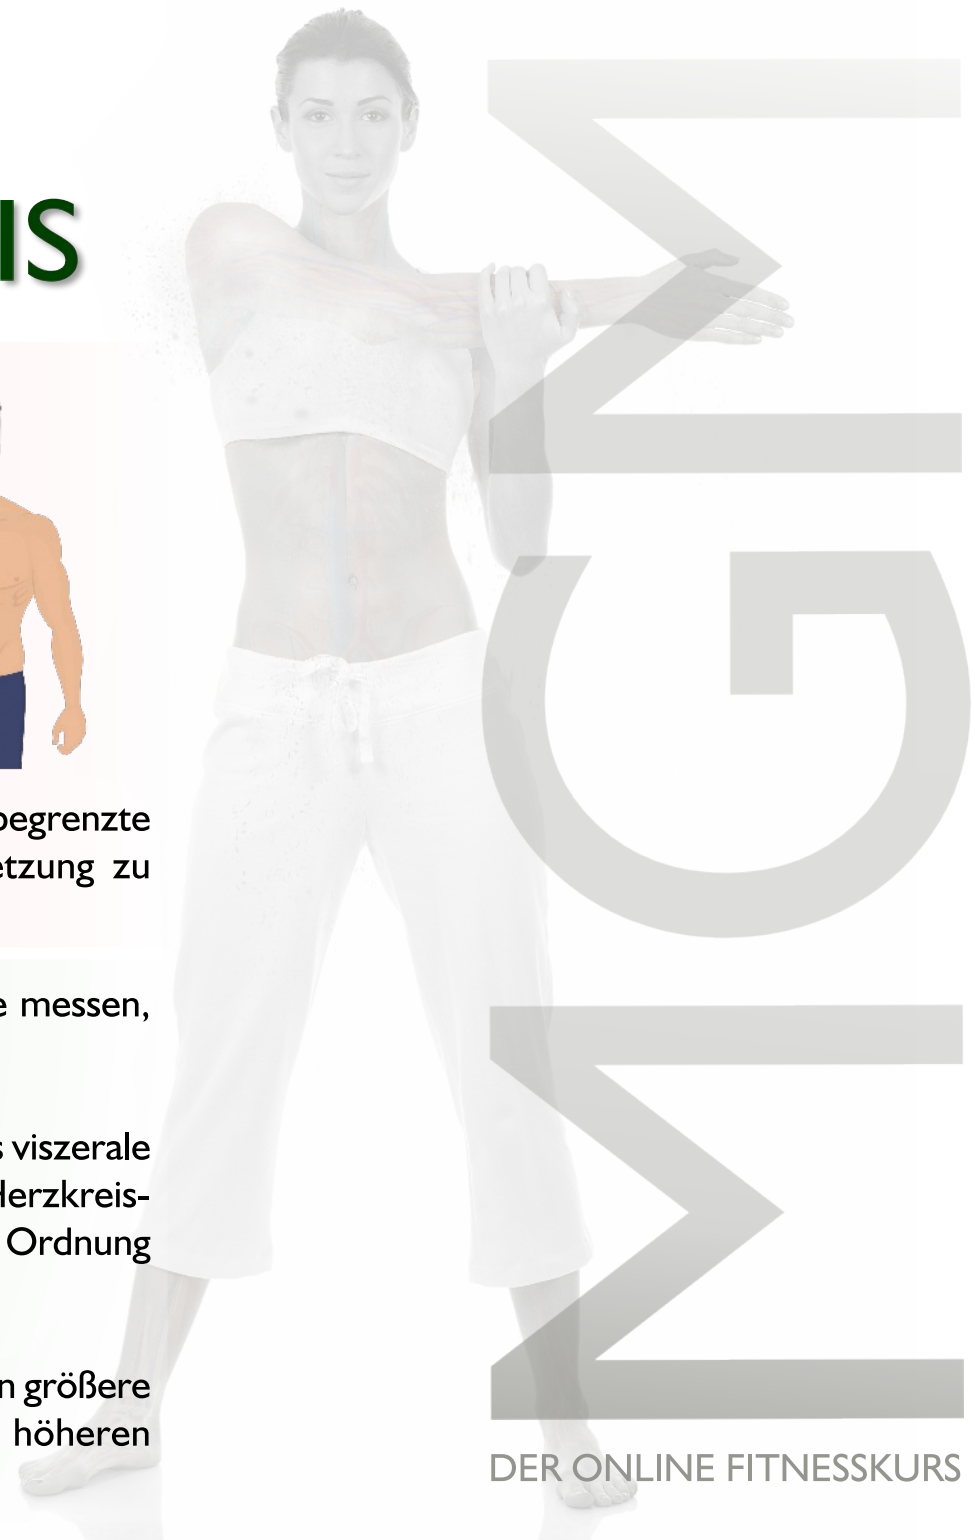 IS
begrenzte
etzung zu
e messen,
s viszerale
Herzkreis-
Ordnung
n größere
höheren
MGM
DER ONLINE FITNESSKURS